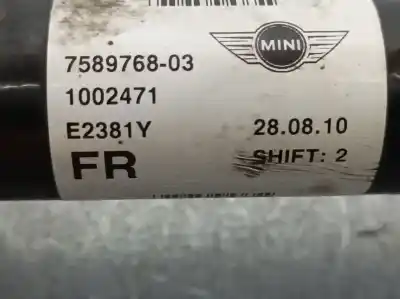 MINI
7589768-03
1002471
E2381Y 28.08.10
FR SHIFT: 2